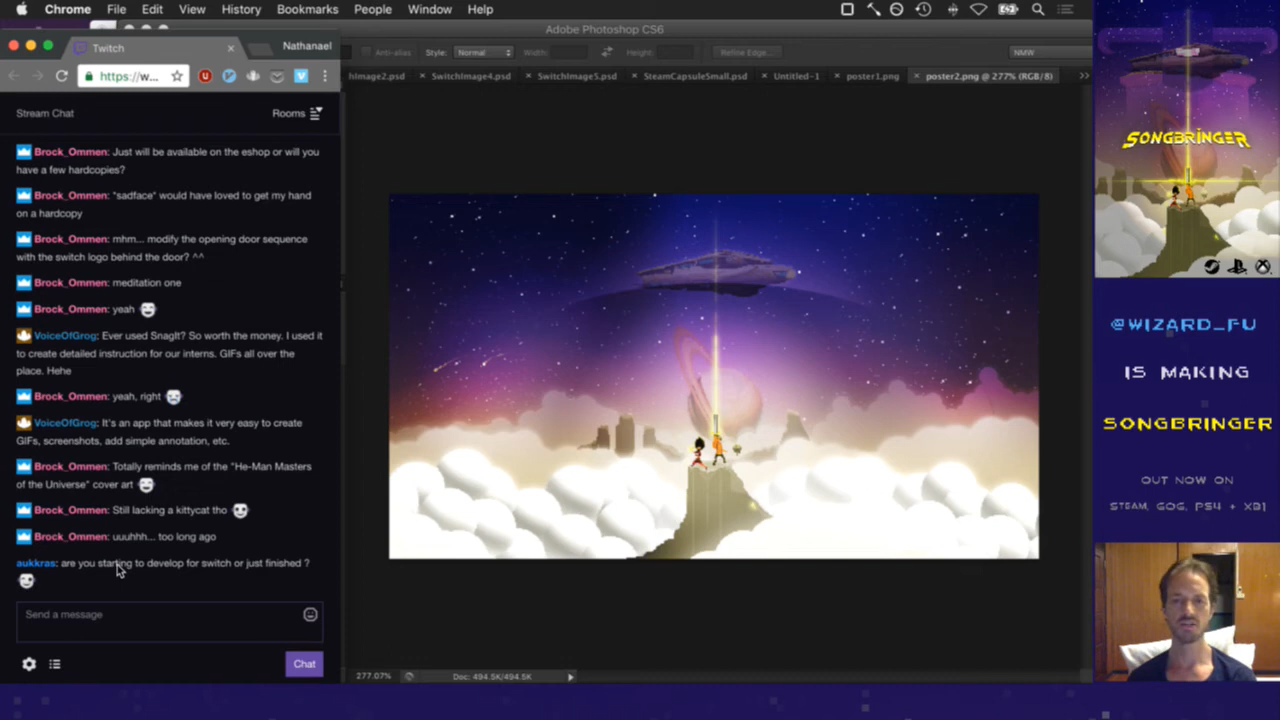 Chrome File Edit View History Bookmarks People Window Help
Adobe Photoshop CS6
Twitch
Nathanael
Anti-alias Style: Normal Width: Height: Refine Edge... NMW
https://w...
SwitchImage4.psd SwitchImage5.psd SteamCapsuleSmall.psd Untitled-1 poster1.png poster2.png @ 277% (RGB/8)
Stream Chat Rooms
Brock_Ommen: Just will be available on the eshop or will you
have a few hardcopies?
Brock_Ommen: "sadface" would have loved to get my hand
on a hardcopy
Brock_Ommen: mhm... modify the opening door sequence
with the switch logo behind the door? ^^
Brock_Ommen: meditation one
Brock_Ommen: yeah
VoiceOfGrog: Ever used SnagIt? So worth the money. I used it
to create detailed instruction for our interns. GIFs all over the
place. Hehe
Brock_Ommen: yeah, right
VoiceOfGrog: It's an app that makes it very easy to create
GIFs, screenshots, add simple annotation, etc.
Brock_Ommen: Totally reminds me of the "He-Man Masters
of the Universe" cover art
Brock_Ommen: Still lacking a kittycat tho
Brock_Ommen: uuuhhh... too long ago
aukkras: are you starting to develop for switch or just finished ?
Send a message
Chat
277.07% Doc: 494.5K/494.5K
SONGBRINGER
@WIZARD_FU
IS MAKING
SONGBRINGER
OUT NOW ON
STEAM, GOG, PS4 + XB1